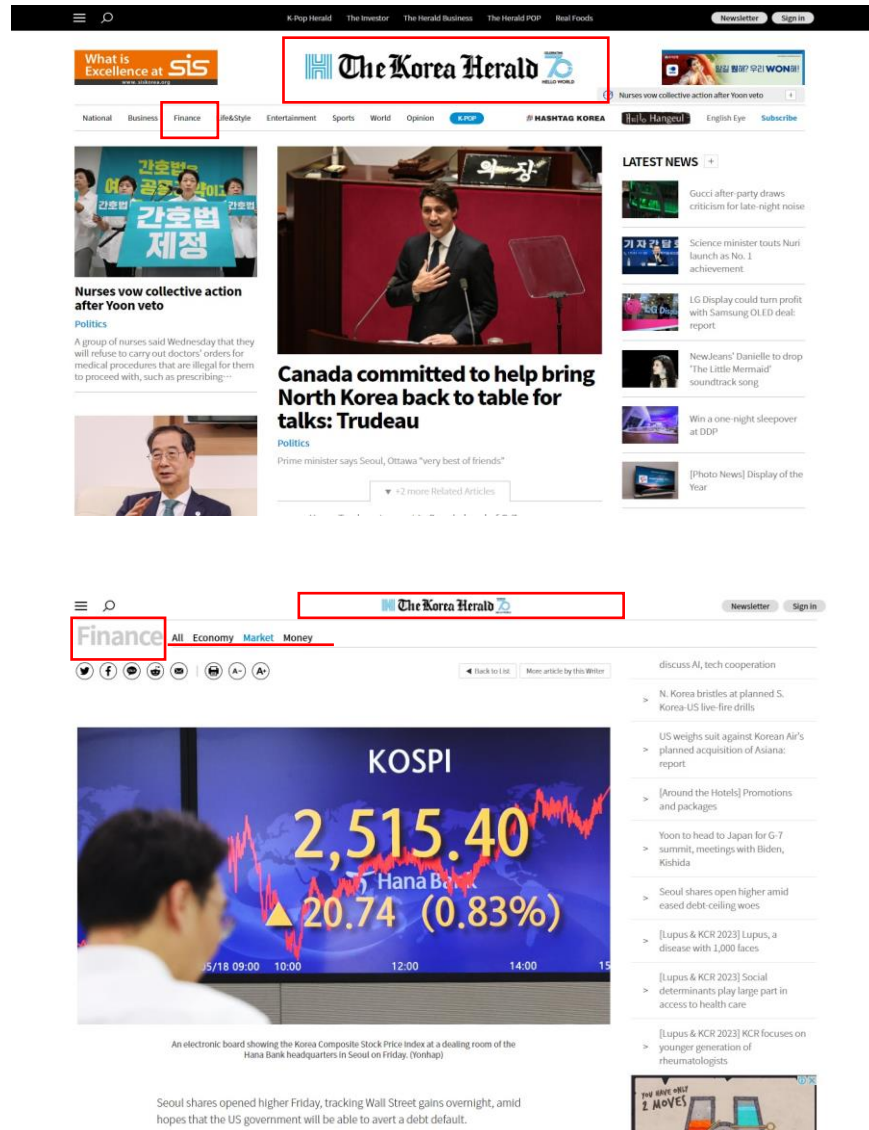 K-Pop Herald The Investor The Herald Business The Herald POP Real Foods Newsletter Sign in
What is
Excellence at SIS
www.siskorea.org
The Korea Herald 70
HELLO WORLD
Nurses vow collective action after Yoon veto
National Business Finance Life&Style Entertainment Sports World Opinion K-POP # HASHTAG KOREA Hello Hangeul English Eye Subscribe
간호법
제정
Nurses vow collective action
after Yoon veto
Politics
A group of nurses said Wednesday that they
will refuse to carry out doctors' orders for
medical procedures that are illegal for them
to proceed with, such as prescribing…
의 장
Canada committed to help bring
North Korea back to table for
talks: Trudeau
Politics
Prime minister says Seoul, Ottawa "very best of friends"
▼ +2 more Related Articles
LATEST NEWS +
Gucci after-party draws
criticism for late-night noise
Science minister touts Nuri
launch as No. 1
achievement
LG Display could turn profit
with Samsung OLED deal:
report
NewJeans' Danielle to drop
'The Little Mermaid'
soundtrack song
Win a one-night sleepover
at DDP
[Photo News] Display of the
Year
The Korea Herald 70
Newsletter Sign in
Finance All Economy Market Money
A- A+
◀ Back to List More article by this Writer
KOSPI
2,515.40
Hana Bank
▲20.74 (0.83%)
05/18 09:00 10:00 12:00 14:00 15
An electronic board showing the Korea Composite Stock Price Index at a dealing room of the
Hana Bank headquarters in Seoul on Friday. (Yonhap)
Seoul shares opened higher Friday, tracking Wall Street gains overnight, amid
hopes that the US government will be able to avert a debt default.
discuss AI, tech cooperation
> N. Korea bristles at planned S.
Korea-US live-fire drills
US weighs suit against Korean Air's
> planned acquisition of Asiana:
report
> [Around the Hotels] Promotions
and packages
Yoon to head to Japan for G-7
> summit, meetings with Biden,
Kishida
> Seoul shares open higher amid
eased debt-ceiling woes
> [Lupus & KCR 2023] Lupus, a
disease with 1,000 faces
[Lupus & KCR 2023] Social
> determinants play large part in
access to health care
[Lupus & KCR 2023] KCR focuses on
> younger generation of
rheumatologists
YOU HAVE ONLY
2 MOVES